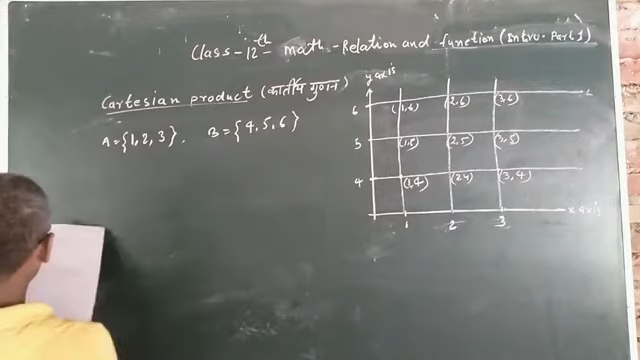 Class-12th math-Relation and function (Intro. Part 1)
Cartesian product (कार्तीय गुणन)
A={1,2,3}. B={4,5,6}
y axis
6 (1,6) (2,6) (3,6)
5 (1,5) (2,5) (3,5)
4 (1,4) (2,4) (3,4)
x axis
1 2 3